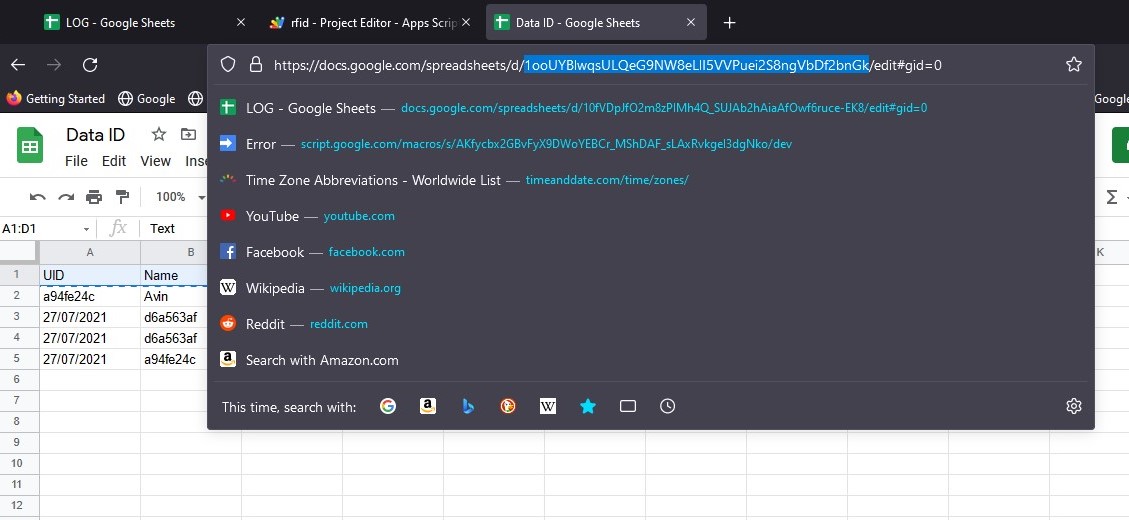 LOG - Google Sheets
rfid - Project Editor - Apps Scrip
Data ID - Google Sheets
https://docs.google.com/spreadsheets/d/1ooUYBlwqsULQeG9NW8eLlI5VVPuei2S8ngVbDf2bnGk/edit#gid=0
Getting Started Google Googl
LOG - Google Sheets — docs.google.com/spreadsheets/d/10fVDpJfO2m8zPlMh4Q_SUJAb2hAiaAfOwf6ruce-EK8/edit#gid=0
Data ID
Error — script.google.com/macros/s/AKfycbx2GBvFyX9DWoYEBCr_MShDAF_sLAxRvkgel3dgNko/dev
File Edit View Inse
Time Zone Abbreviations - Worldwide List — timeanddate.com/time/zones/
100%
YouTube — youtube.com
A1:D1 fx Text
Facebook — facebook.com
A B K
1 UID Name
Wikipedia — wikipedia.org
2 a94fe24c Avin
3 27/07/2021 d6a563af
Reddit — reddit.com
4 27/07/2021 d6a563af
5 27/07/2021 a94fe24c
Search with Amazon.com
6
7
This time, search with:
8
9
10
11
12